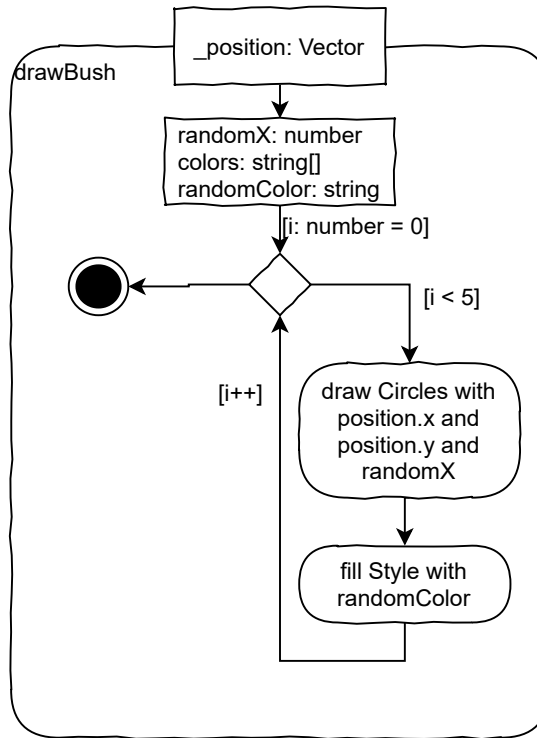 _position: Vector
drawBush
randomX: number
colors: string[]
randomColor: string
[i: number = 0]
[i < 5]
[i++]
draw Circles with
position.x and
position.y and
randomX
fill Style with
randomColor